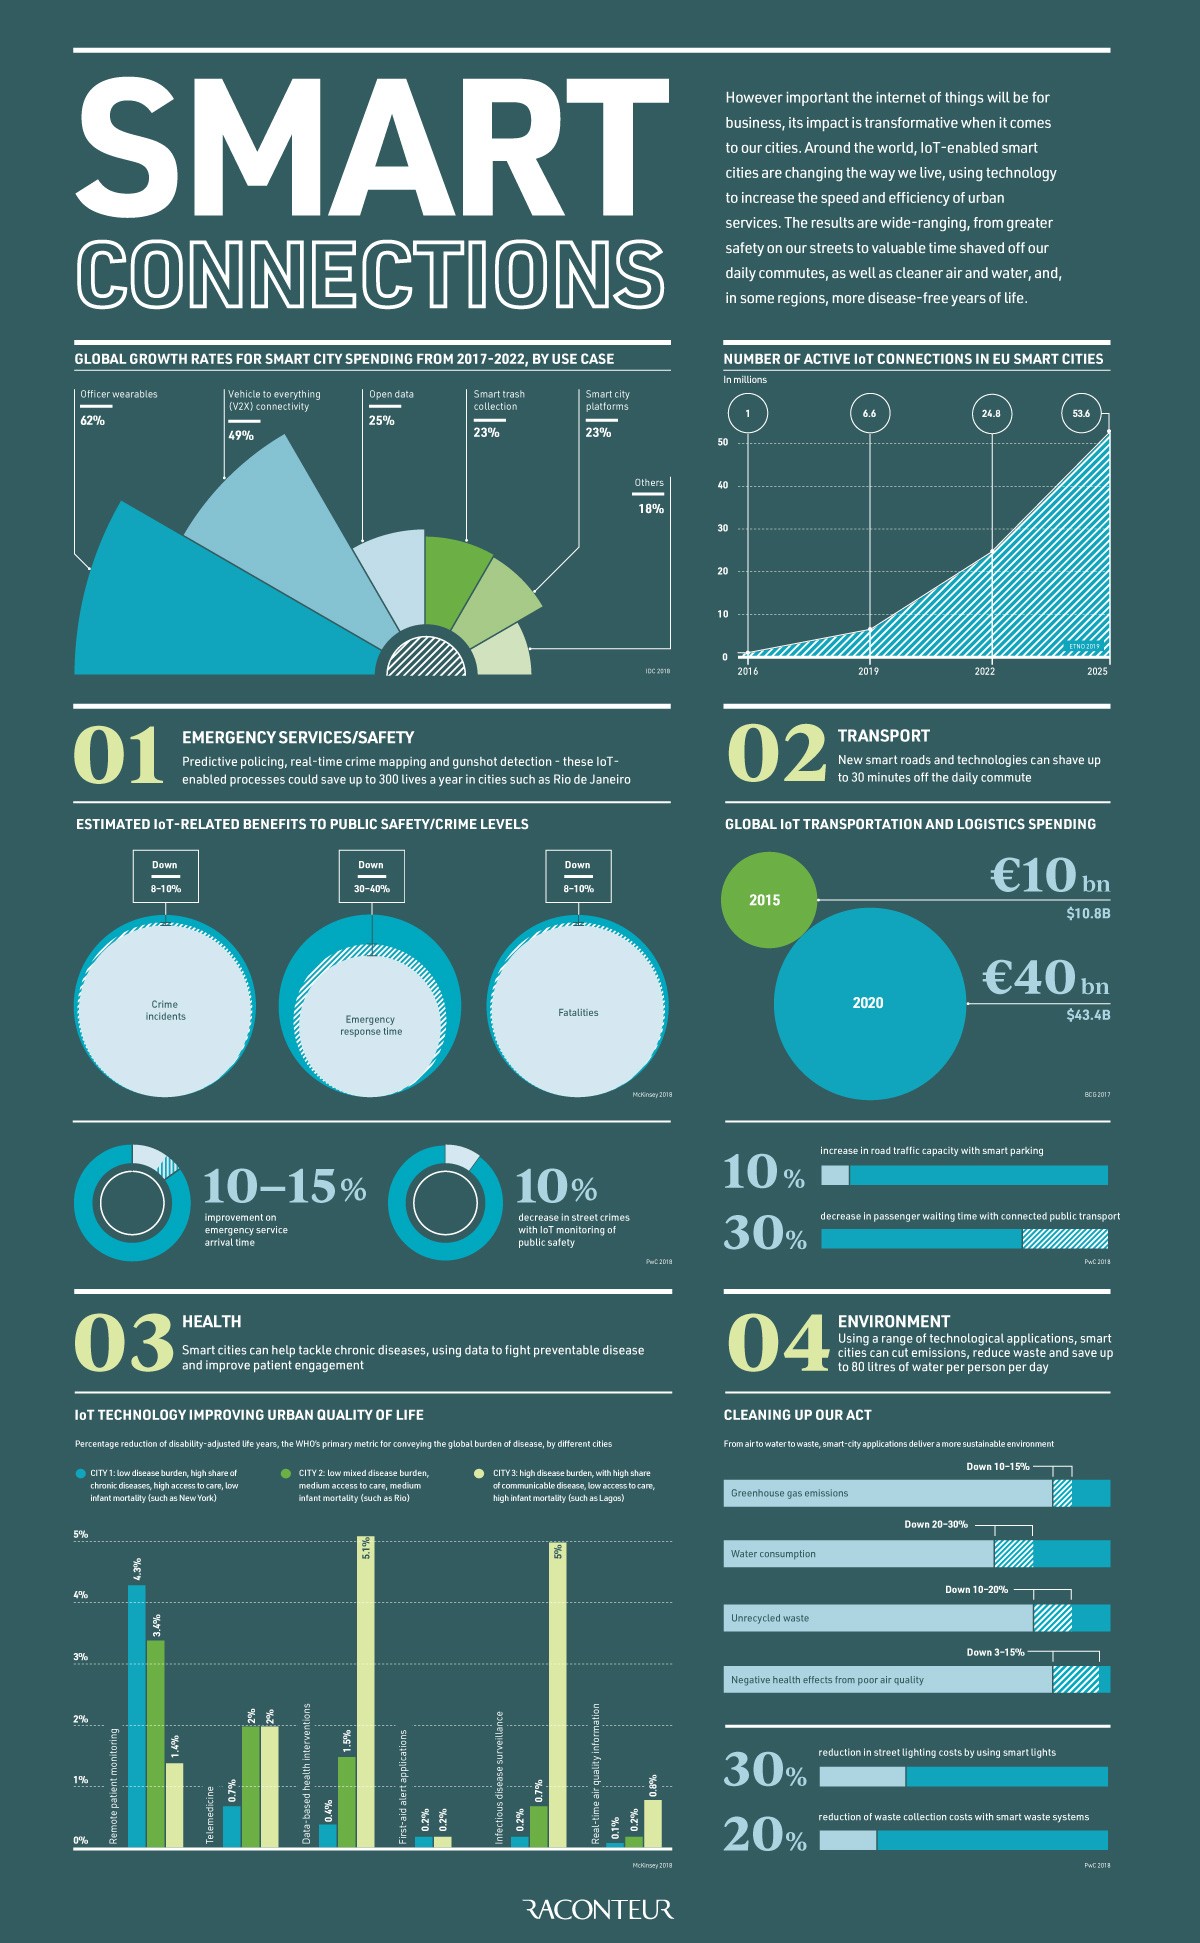 SMART
CONNECTIONS
However important the internet of things will be for
business, its impact is transformative when it comes
to our cities. Around the world, IoT-enabled smart
cities are changing the way we live, using technology
to increase the speed and efficiency of urban
services. The results are wide-ranging, from greater
safety on our streets to valuable time shaved off our
daily commutes, as well as cleaner air and water, and,
in some regions, more disease-free years of life.
GLOBAL GROWTH RATES FOR SMART CITY SPENDING FROM 2017-2022, BY USE CASE
Officer wearables
62%
Vehicle to everything
(V2X) connectivity
49%
Open data
25%
Smart trash
collection
23%
Smart city
platforms
23%
Others
18%
IDC 2018
NUMBER OF ACTIVE IoT CONNECTIONS IN EU SMART CITIES
In millions
1
6.6
24.8
53.6
50
40
30
20
10
0
ETNO 2019
2016
2019
2022
2025
01
EMERGENCY SERVICES/SAFETY
Predictive policing, real-time crime mapping and gunshot detection - these IoT-
enabled processes could save up to 300 lives a year in cities such as Rio de Janeiro
ESTIMATED IoT-RELATED BENEFITS TO PUBLIC SAFETY/CRIME LEVELS
Down
8-10%
Crime
incidents
Down
30-40%
Emergency
response time
Down
8-10%
Fatalities
McKinsey 2018
10–15%
improvement on
emergency service
arrival time
10%
decrease in street crimes
with IoT monitoring of
public safety
PwC 2018
02
TRANSPORT
New smart roads and technologies can shave up
to 30 minutes off the daily commute
GLOBAL IoT TRANSPORTATION AND LOGISTICS SPENDING
2015
€10 bn
$10.8B
2020
€40 bn
$43.4B
BCG 2017
10%
increase in road traffic capacity with smart parking
30%
decrease in passenger waiting time with connected public transport
PwC 2018
03
HEALTH
Smart cities can help tackle chronic diseases, using data to fight preventable disease
and improve patient engagement
IoT TECHNOLOGY IMPROVING URBAN QUALITY OF LIFE
Percentage reduction of disability-adjusted life years, the WHO's primary metric for conveying the global burden of disease, by different cities
CITY 1: low disease burden, high share of
chronic diseases, high access to care, low
infant mortality (such as New York)
CITY 2: low mixed disease burden,
medium access to care, medium
infant mortality (such as Rio)
CITY 3: high disease burden, with high share
of communicable disease, low access to care,
high infant mortality (such as Lagos)
5%
4%
3%
2%
1%
0%
Remote patient monitoring
4.3%
3.4%
1.4%
Telemedicine
0.7%
2%
2%
Data-based health interventions
0.4%
1.5%
5.1%
First-aid alert applications
0.2%
0.2%
Infectious disease surveillance
0.2%
0.7%
5%
Real-time air quality information
0.1%
0.2%
0.8%
McKinsey 2018
04
ENVIRONMENT
Using a range of technological applications, smart
cities can cut emissions, reduce waste and save up
to 80 litres of water per person per day
CLEANING UP OUR ACT
From air to water to waste, smart-city applications deliver a more sustainable environment
Down 10-15%
Greenhouse gas emissions
Down 20-30%
Water consumption
Down 10-20%
Unrecycled waste
Down 3-15%
Negative health effects from poor air quality
30%
reduction in street lighting costs by using smart lights
20%
reduction of waste collection costs with smart waste systems
PwC 2018
RACONTEUR